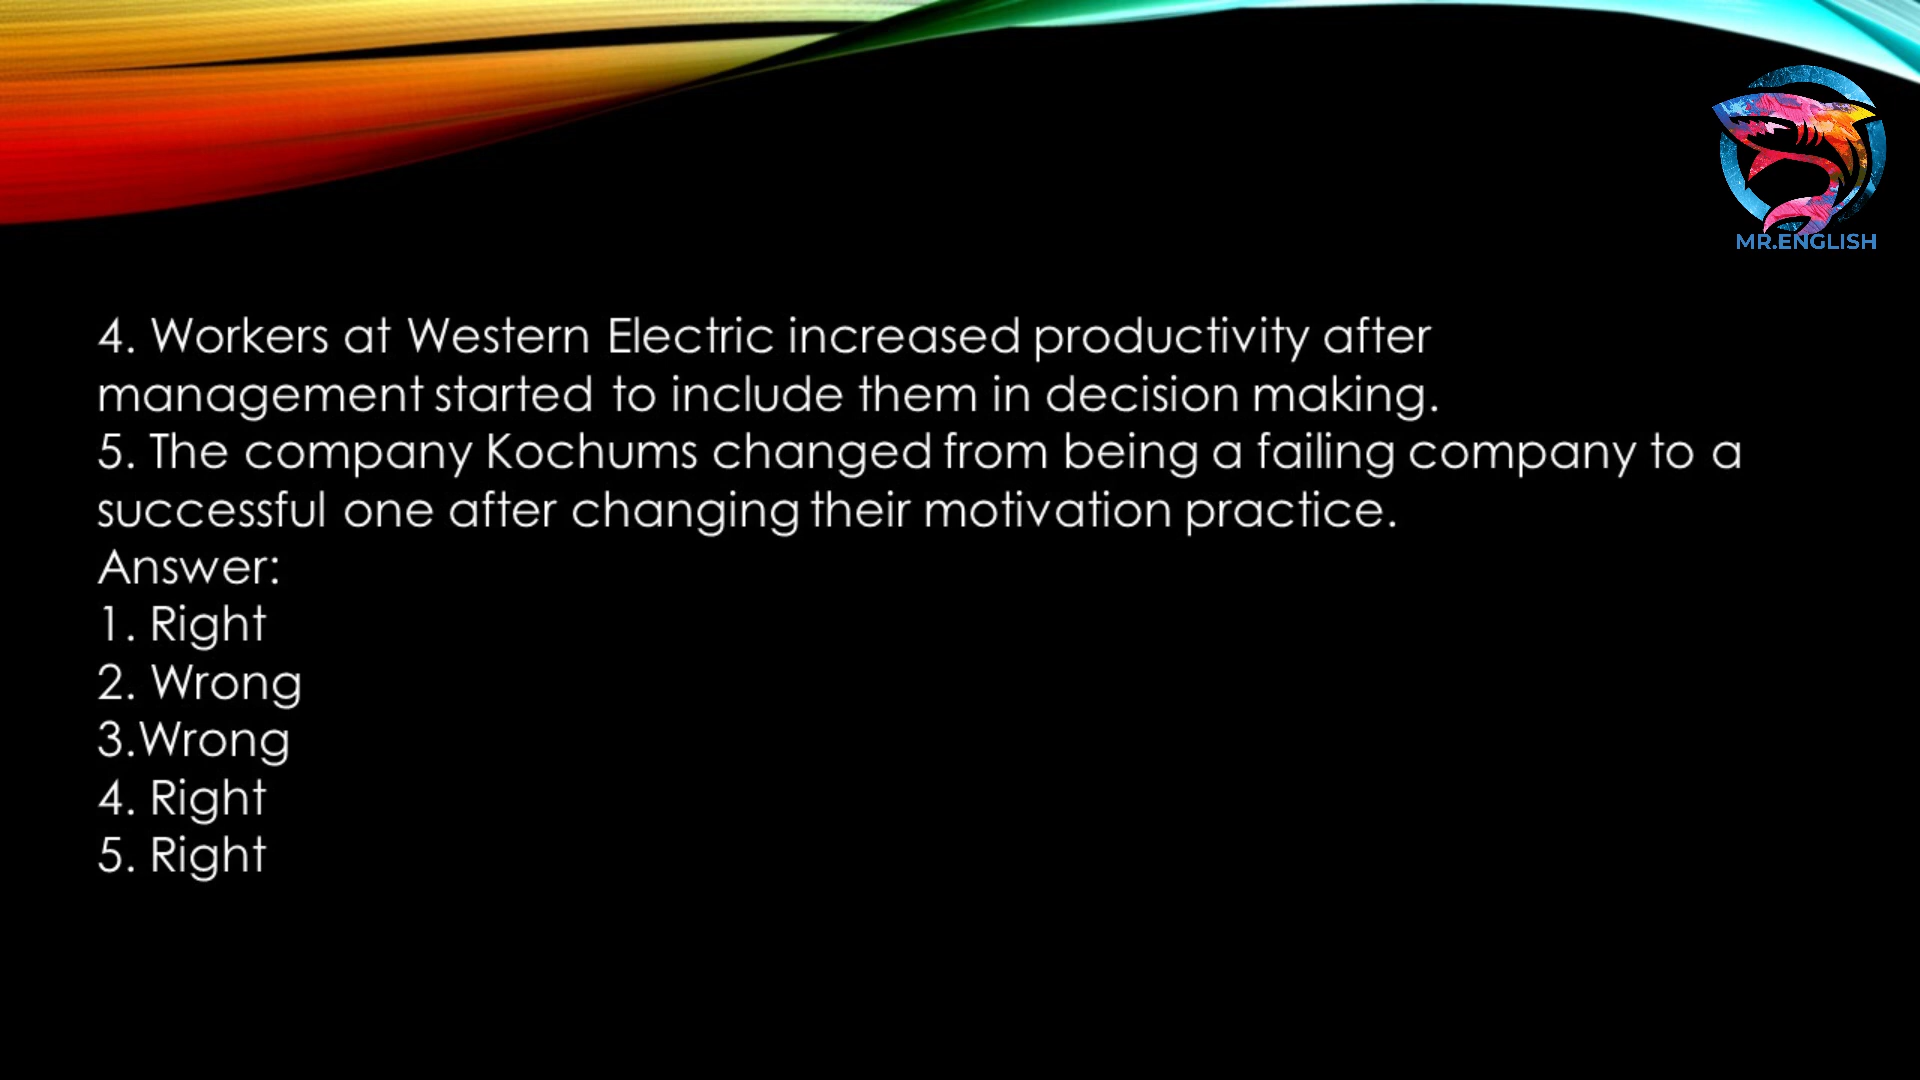 MR.ENGLISH
4. Workers at Western Electric increased productivity after
management started to include them in decision making.
5. The company Kochums changed from being a failing company to a
successful one after changing their motivation practice.
Answer:
1. Right
2. Wrong
3.Wrong
4. Right
5. Right